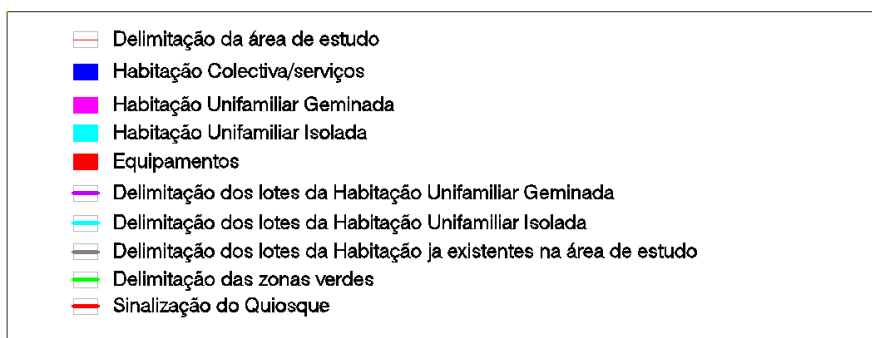 Delimitação da área de estudo
Habitação Colectiva/serviços
Habitação Unifamiliar Geminada
Habitação Unifamiliar Isolada
Equipamentos
Delimitação dos lotes da Habitação Unifamiliar Geminada
Delimitação dos lotes da Habitação Unifamiliar Isolada
Delimitação dos lotes da Habitação ja existentes na área de estudo
Delimitação das zonas verdes
Sinalização do Quiosque